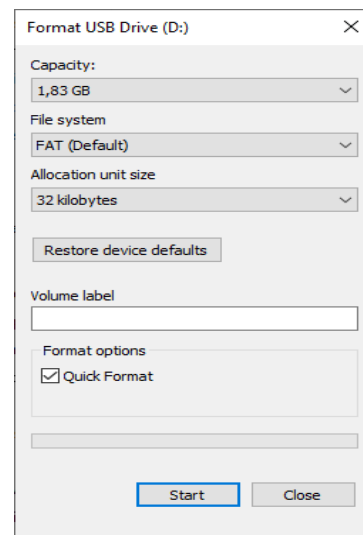 Format USB Drive (D:)
Capacity:
1,83 GB
File system
FAT (Default)
Allocation unit size
32 kilobytes
Restore device defaults
Volume label
Format options
Quick Format
Start Close